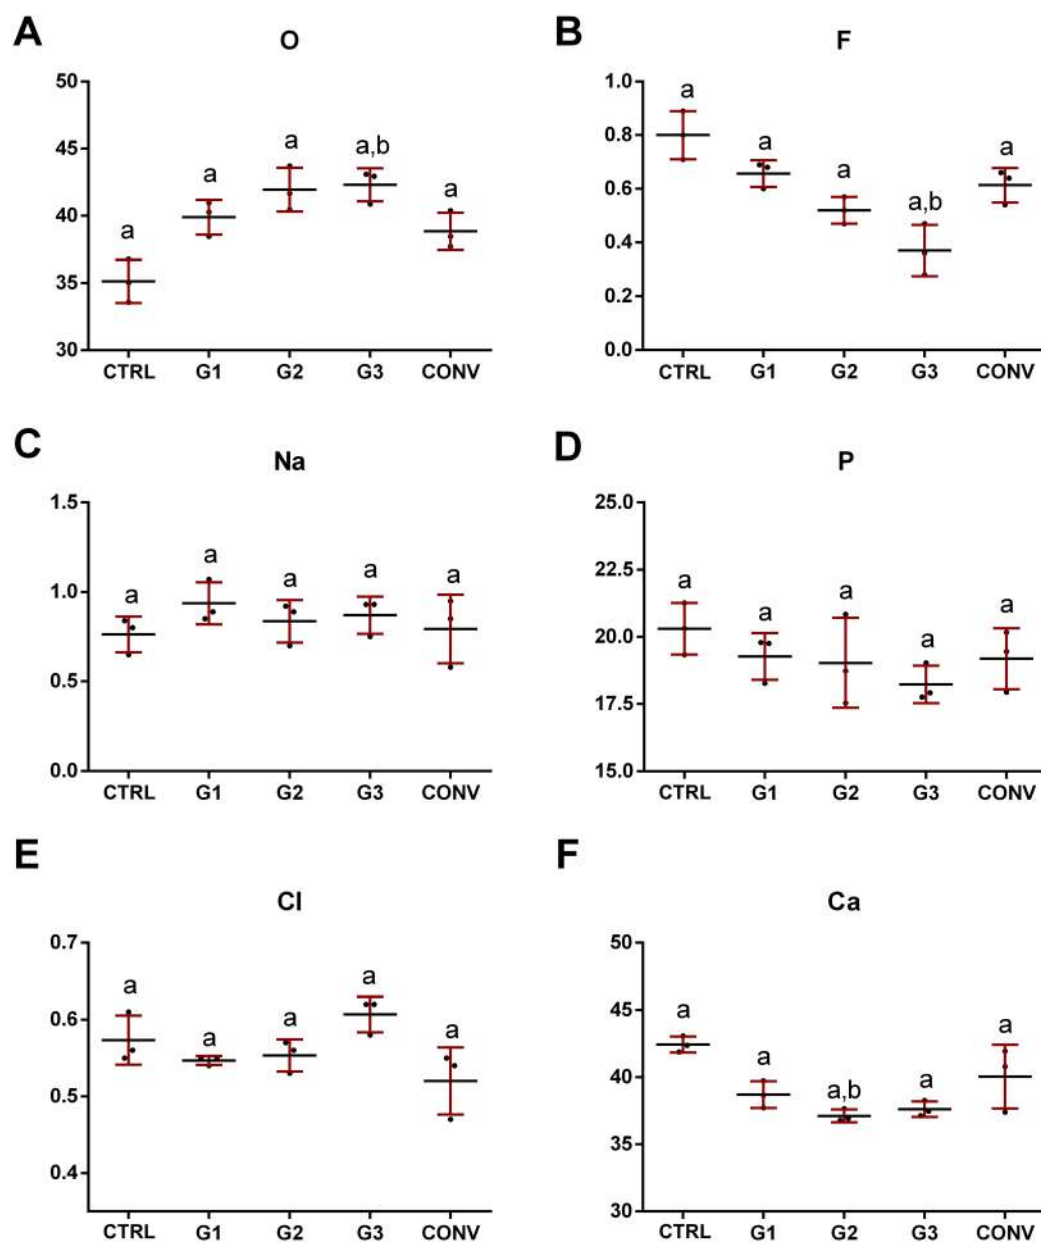 A
O
50
45
40
35
30
a
a
a
a,b
a
CTRL G1 G2 G3 CONV
B
F
1.0
0.8
0.6
0.4
0.2
0.0
a
a
a
a,b
a
CTRL G1 G2 G3 CONV
C
Na
1.5
1.0
0.5
0.0
a
a
a
a
a
CTRL G1 G2 G3 CONV
D
P
25.0
22.5
20.0
17.5
15.0
a
a
a
a
a
CTRL G1 G2 G3 CONV
E
Cl
0.7
0.6
0.5
0.4
a
a
a
a
a
CTRL G1 G2 G3 CONV
F
Ca
50
45
40
35
30
a
a
a,b
a
a
CTRL G1 G2 G3 CONV